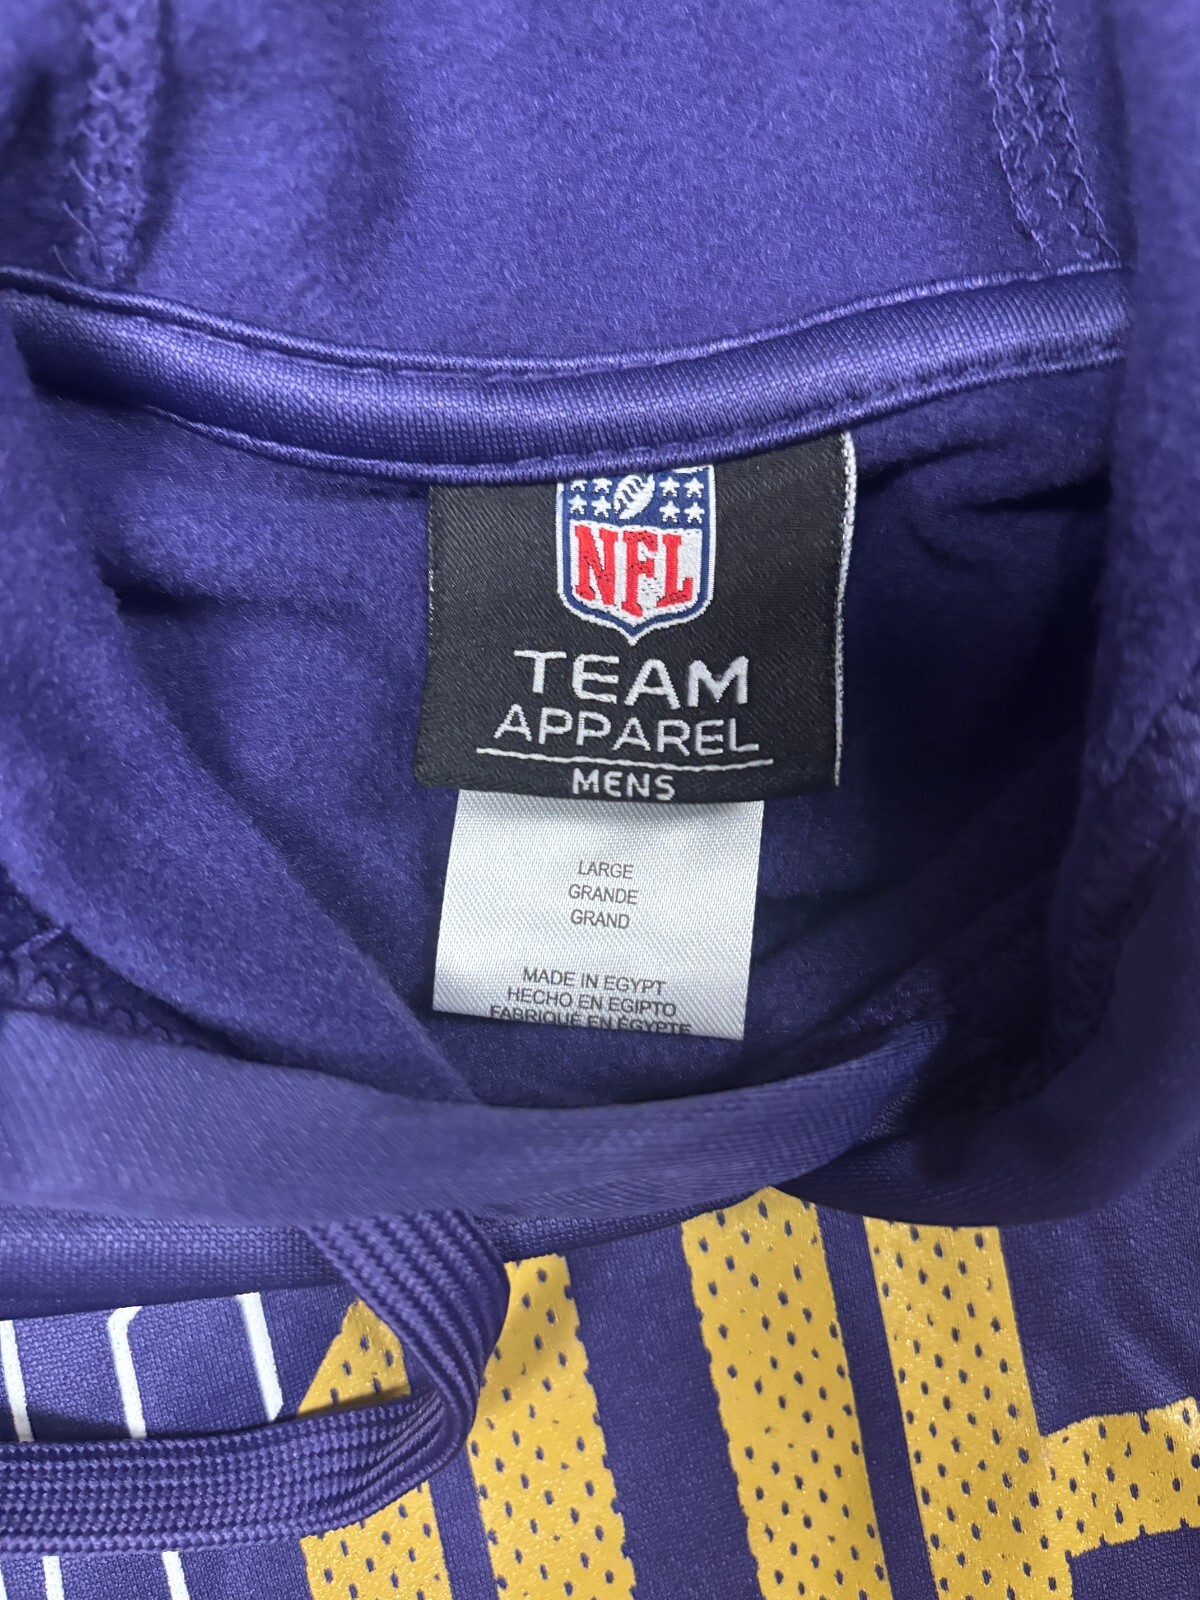 NFL
TEAM
APPAREL
MENS
LARGE
GRANDE
GRAND
MADE IN EGYPT
HECHO EN EGIPTO
FABRIQUÉ EN ÉGYPTE